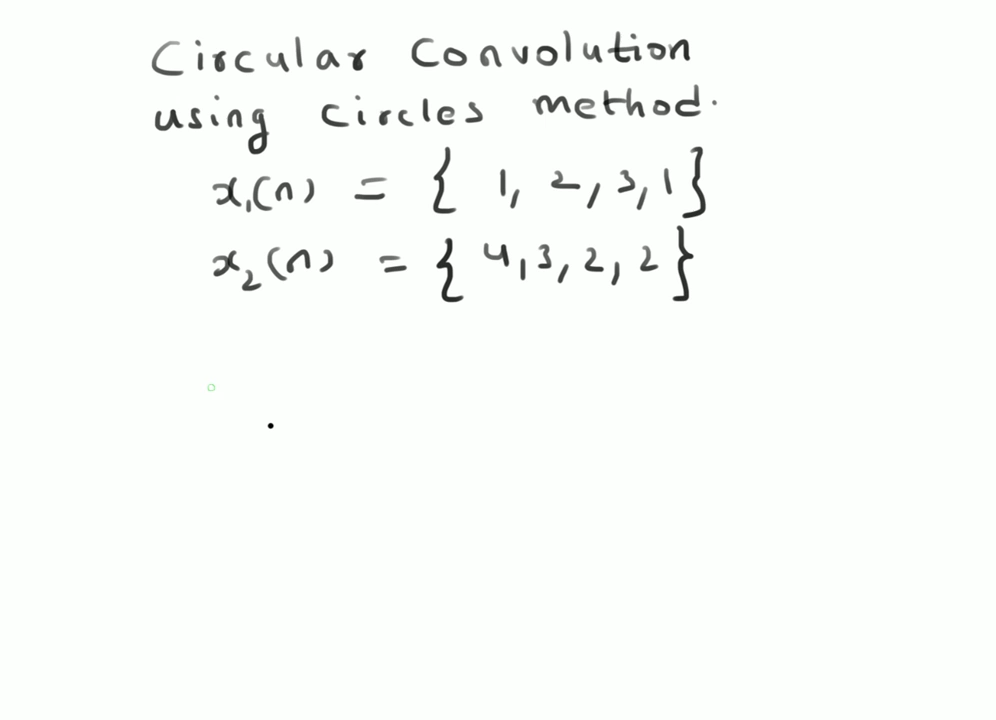 Circular Convolution
using circles method.
x₁(n) = { 1, 2, 3, 1 }
x₂(n) = { 4, 3, 2, 2 }